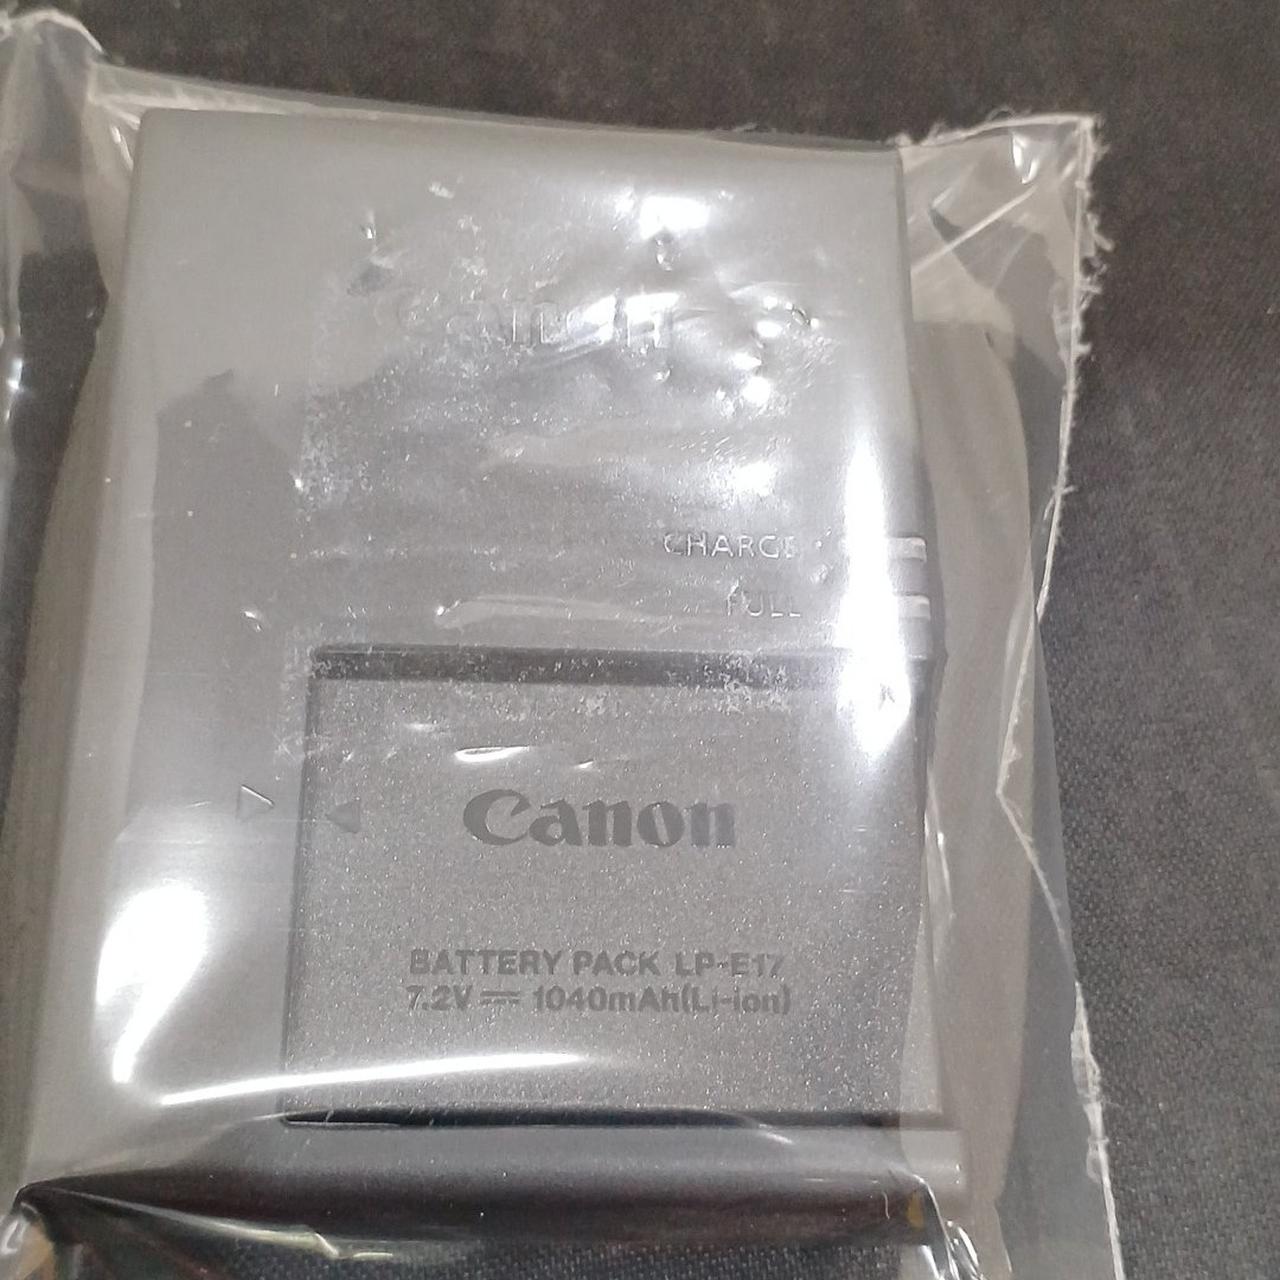 Canon
CHARGE
FULL
Canon
BATTERY PACK LP-E17
7.2V ⎓ 1040mAh(Li-ion)